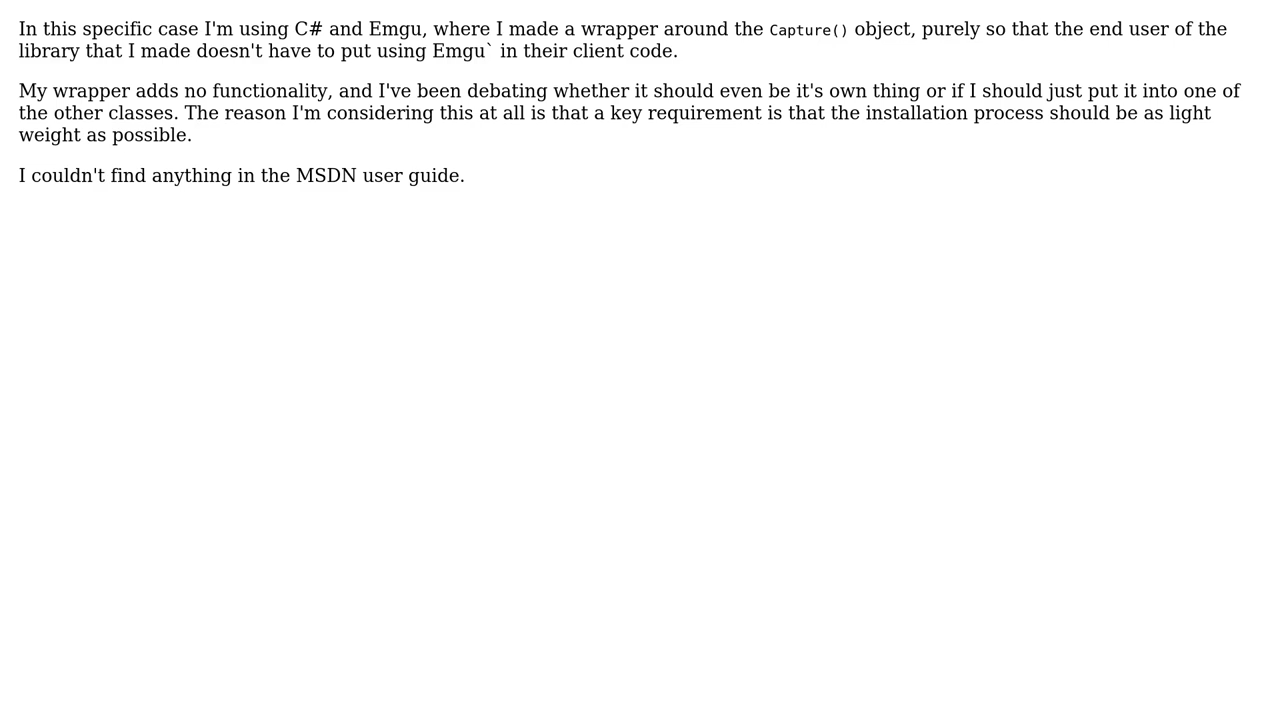 In this specific case I'm using C# and Emgu, where I made a wrapper around the Capture() object, purely so that the end user of the
library that I made doesn't have to put using Emgu` in their client code.
My wrapper adds no functionality, and I've been debating whether it should even be it's own thing or if I should just put it into one of
the other classes. The reason I'm considering this at all is that a key requirement is that the installation process should be as light
weight as possible.
I couldn't find anything in the MSDN user guide.